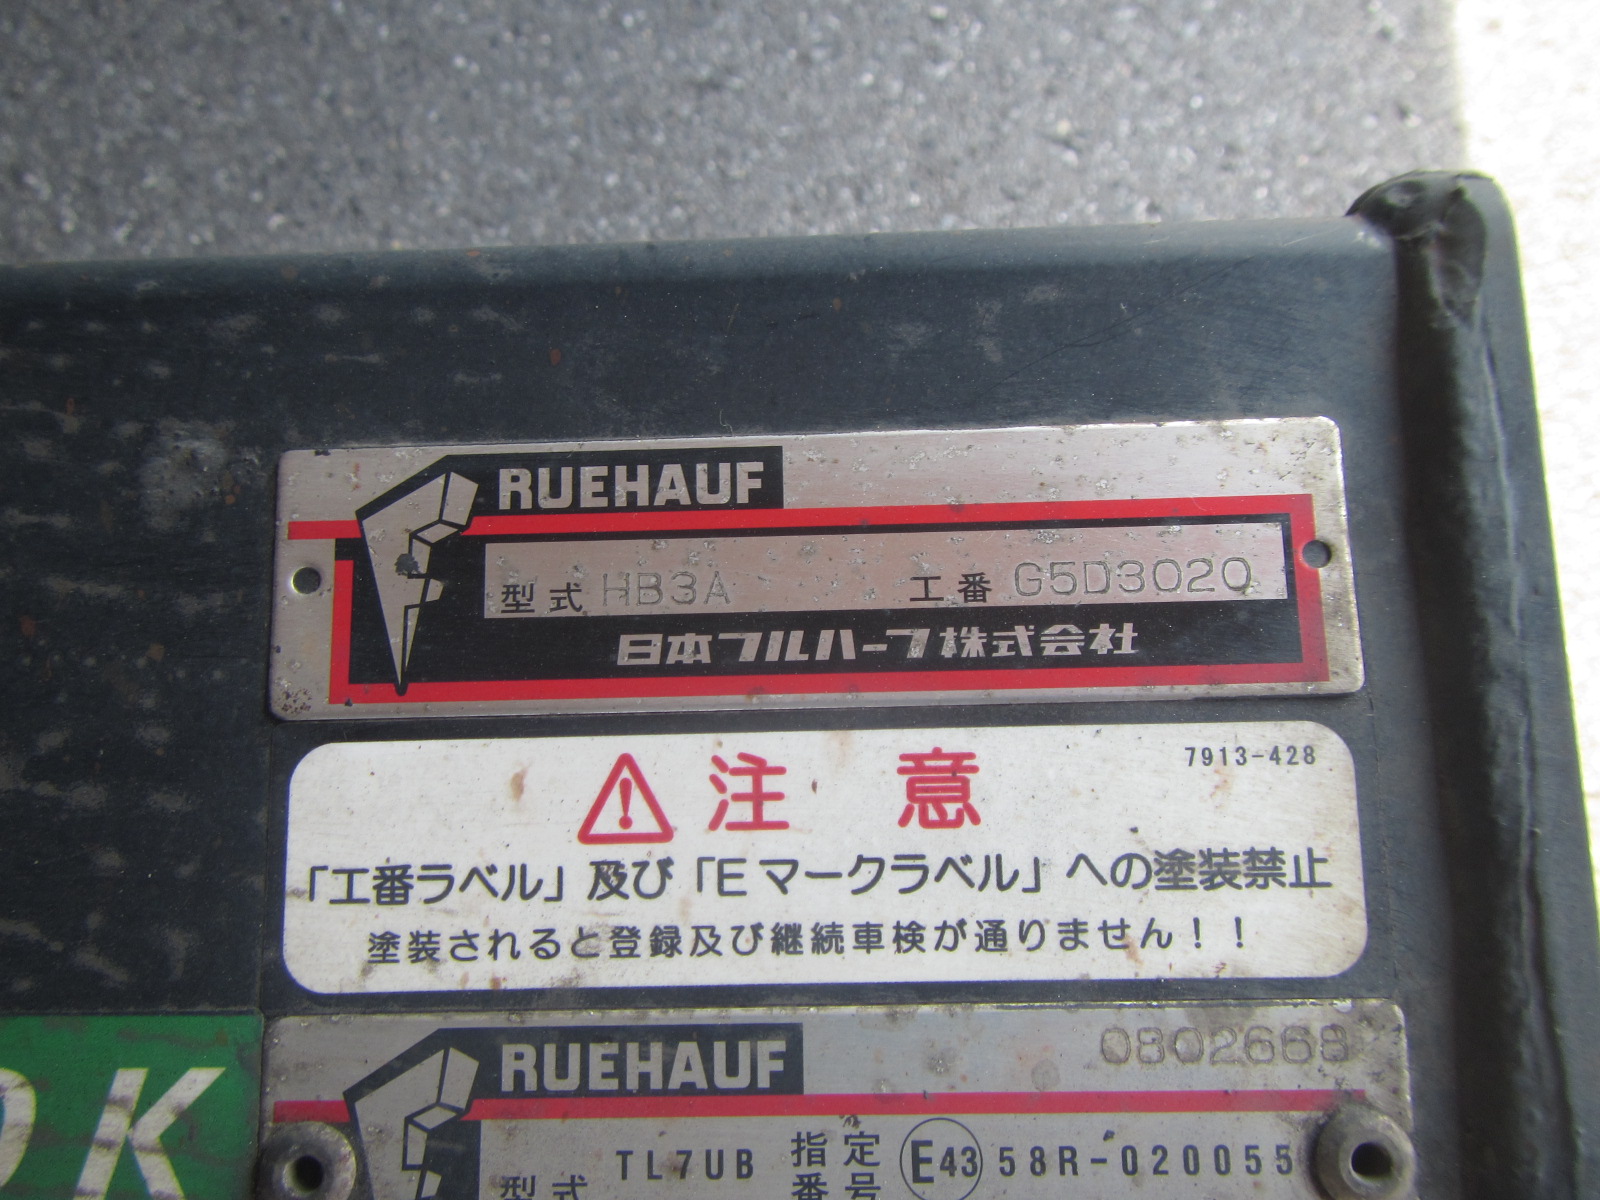 FRUEHAUF
型式 HB3A 工番 G5D3020
日本フルハーフ株式会社
7913-428
注意
「工番ラベル」及び「Eマークラベル」への塗装禁止
塗装されると登録及び継続車検が通りません!!
FRUEHAUF
0802668
型式 TL7UB 指定番号 E43 58R-020055
OK